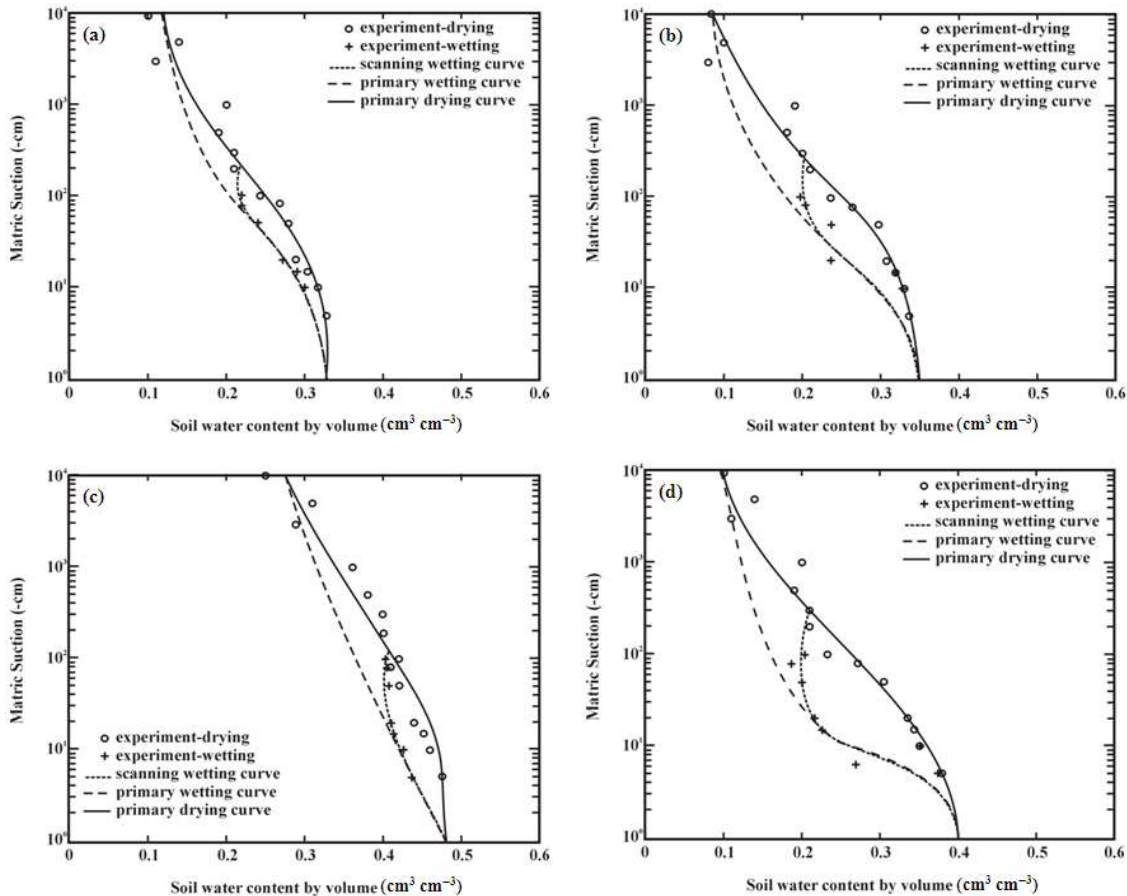 (a)
experiment-drying
experiment-wetting
scanning wetting curve
primary wetting curve
primary drying curve
Matric Suction (-cm)
10⁴
10³
10²
10¹
10⁰
0 0.1 0.2 0.3 0.4 0.5 0.6
Soil water content by volume (cm³ cm⁻³)
(b)
experiment-drying
experiment-wetting
scanning wetting curve
primary wetting curve
primary drying curve
Matric Suction (-cm)
10⁴
10³
10²
10¹
10⁰
0 0.1 0.2 0.3 0.4 0.5 0.6
Soil water content by volume (cm³ cm⁻³)
(c)
Matric Suction (-cm)
10⁴
10³
10²
10¹
10⁰
experiment-drying
experiment-wetting
scanning wetting curve
primary wetting curve
primary drying curve
0 0.1 0.2 0.3 0.4 0.5 0.6
Soil water content by volume (cm³ cm⁻³)
(d)
experiment-drying
experiment-wetting
scanning wetting curve
primary wetting curve
primary drying curve
Matric Suction (-cm)
10⁴
10³
10²
10¹
10⁰
0 0.1 0.2 0.3 0.4 0.5 0.6
Soil water content by volume (cm³ cm⁻³)